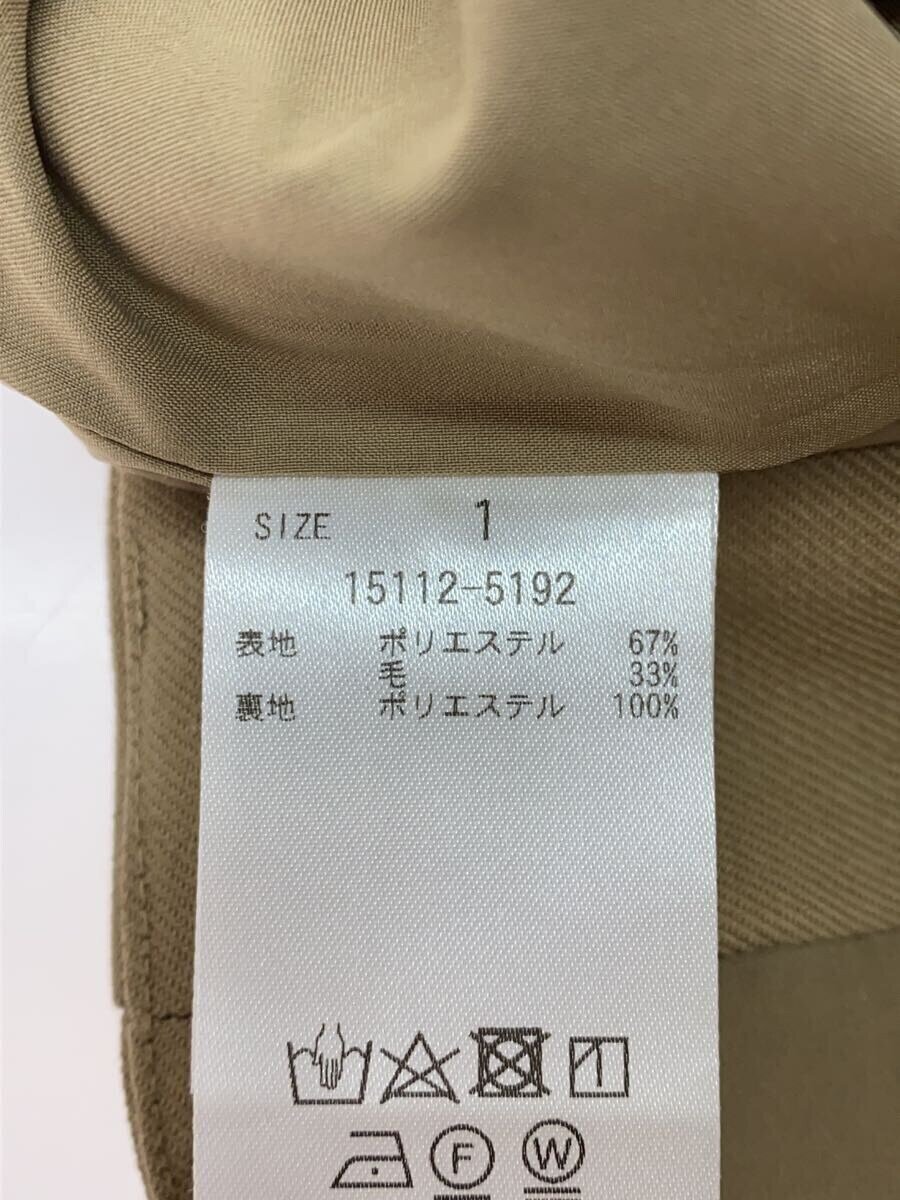 SIZE 1
15112-5192
表地 ポリエステル 67%
毛 33%
裏地 ポリエステル 100%
F W